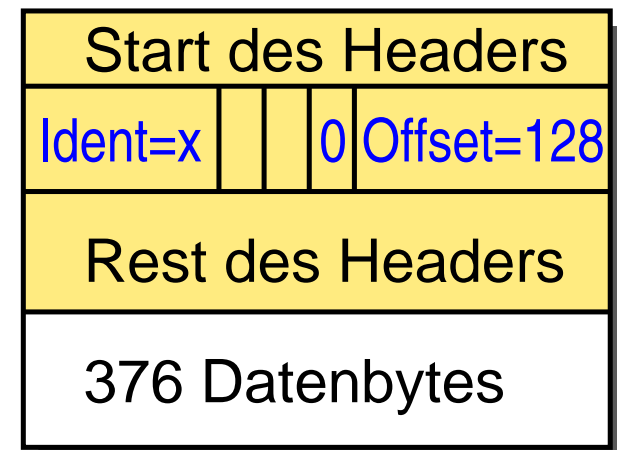 Start des Headers
Ident=x 0 Offset=128
Rest des Headers
376 Datenbytes